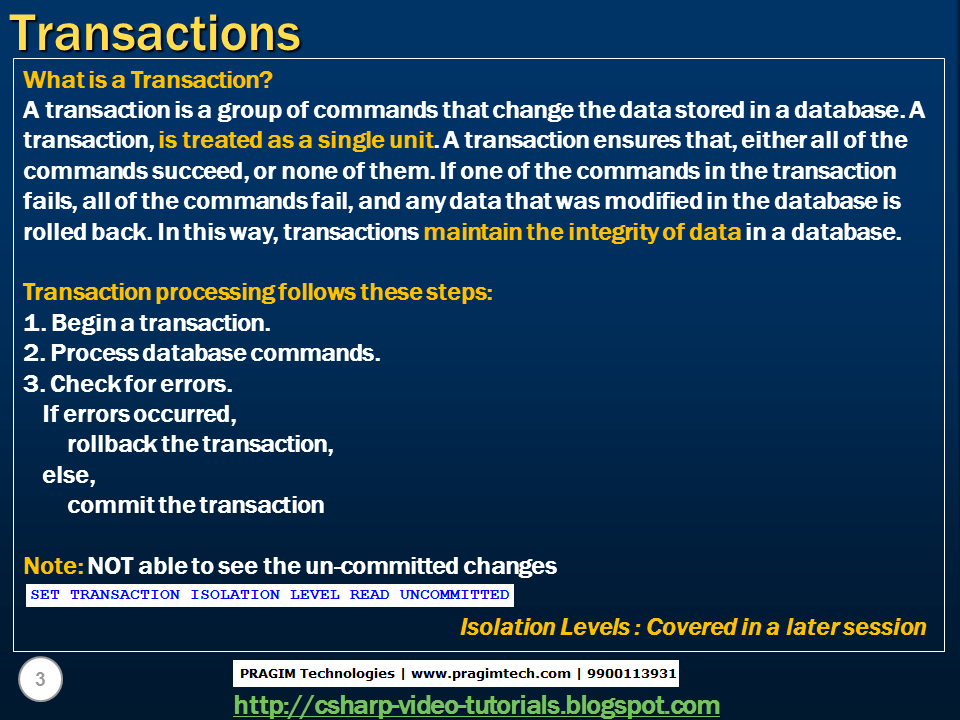 Transactions
What is a Transaction?
A transaction is a group of commands that change the data stored in a database. A
transaction, is treated as a single unit. A transaction ensures that, either all of the
commands succeed, or none of them. If one of the commands in the transaction
fails, all of the commands fail, and any data that was modified in the database is
rolled back. In this way, transactions maintain the integrity of data in a database.
Transaction processing follows these steps:
1. Begin a transaction.
2. Process database commands.
3. Check for errors.
If errors occurred,
rollback the transaction,
else,
commit the transaction
Note: NOT able to see the un-committed changes
SET TRANSACTION ISOLATION LEVEL READ UNCOMMITTED
Isolation Levels : Covered in a later session
3
PRAGIM Technologies | www.pragimtech.com | 9900113931
http://csharp-video-tutorials.blogspot.com